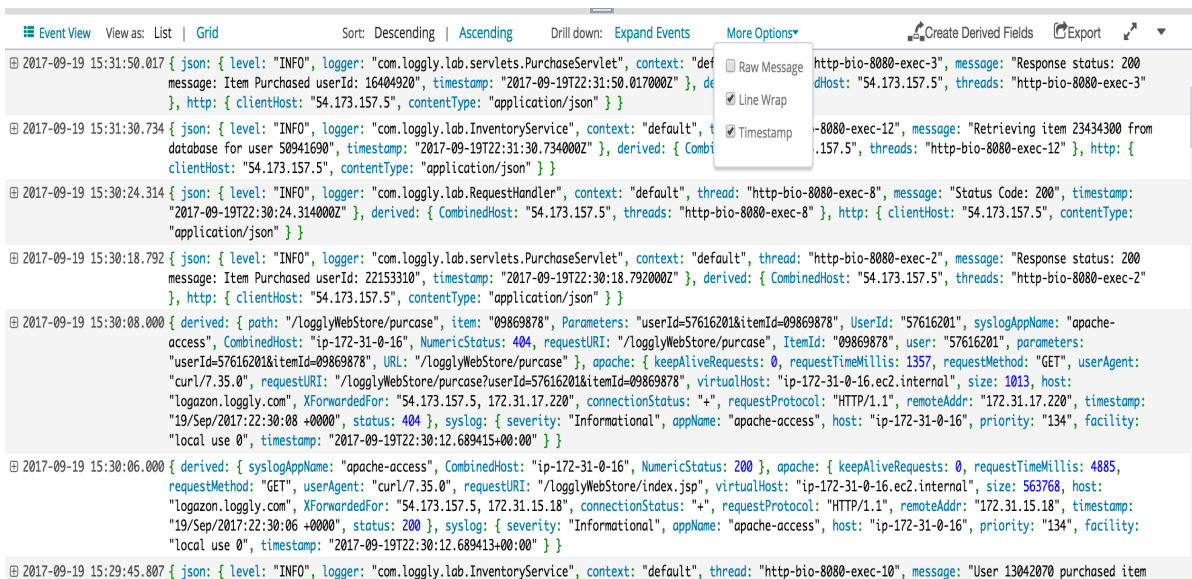 Event View View as: List | Grid Sort: Descending | Ascending Drill down: Expand Events More Options▾ Create Derived Fields Export
Raw Message
Line Wrap
Timestamp
2017-09-19 15:31:50.017 { json: { level: "INFO", logger: "com.loggly.lab.servlets.PurchaseServlet", context: "def http-bio-8080-exec-3", message: "Response status: 200
message: Item Purchased userId: 16404920", timestamp: "2017-09-19T22:31:50.017000Z" }, de dHost: "54.173.157.5", threads: "http-bio-8080-exec-3"
}, http: { clientHost: "54.173.157.5", contentType: "application/json" } }
2017-09-19 15:31:30.734 { json: { level: "INFO", logger: "com.loggly.lab.InventoryService", context: "default", t -8080-exec-12", message: "Retrieving item 23434300 from
database for user 50941690", timestamp: "2017-09-19T22:31:30.734000Z" }, derived: { Combi .157.5", threads: "http-bio-8080-exec-12" }, http: {
clientHost: "54.173.157.5", contentType: "application/json" } }
2017-09-19 15:30:24.314 { json: { level: "INFO", logger: "com.loggly.lab.RequestHandler", context: "default", thread: "http-bio-8080-exec-8", message: "Status Code: 200", timestamp:
"2017-09-19T22:30:24.314000Z" }, derived: { CombinedHost: "54.173.157.5", threads: "http-bio-8080-exec-8" }, http: { clientHost: "54.173.157.5", contentType:
"application/json" } }
2017-09-19 15:30:18.792 { json: { level: "INFO", logger: "com.loggly.lab.servlets.PurchaseServlet", context: "default", thread: "http-bio-8080-exec-2", message: "Response status: 200
message: Item Purchased userId: 22153310", timestamp: "2017-09-19T22:30:18.792000Z" }, derived: { CombinedHost: "54.173.157.5", threads: "http-bio-8080-exec-2"
}, http: { clientHost: "54.173.157.5", contentType: "application/json" } }
2017-09-19 15:30:08.000 { derived: { path: "/logglyWebStore/purcase", item: "09869878", Parameters: "userId=57616201&itemId=09869878", UserId: "57616201", syslogAppName: "apache-
access", CombinedHost: "ip-172-31-0-16", NumericStatus: 404, requestURI: "/logglyWebStore/purcase", ItemId: "09869878", user: "57616201", parameters:
"userId=57616201&itemId=09869878", URL: "/logglyWebStore/purcase" }, apache: { keepAliveRequests: 0, requestTimeMillis: 1357, requestMethod: "GET", userAgent:
"curl/7.35.0", requestURI: "/logglyWebStore/purcase?userId=57616201&itemId=09869878", virtualHost: "ip-172-31-0-16.ec2.internal", size: 1013, host:
"logazon.loggly.com", XForwardedFor: "54.173.157.5, 172.31.17.220", connectionStatus: "+", requestProtocol: "HTTP/1.1", remoteAddr: "172.31.17.220", timestamp:
"19/Sep/2017:22:30:08 +0000", status: 404 }, syslog: { severity: "Informational", appName: "apache-access", host: "ip-172-31-0-16", priority: "134", facility:
"local use 0", timestamp: "2017-09-19T22:30:12.689415+00:00" } }
2017-09-19 15:30:06.000 { derived: { syslogAppName: "apache-access", CombinedHost: "ip-172-31-0-16", NumericStatus: 200 }, apache: { keepAliveRequests: 0, requestTimeMillis: 4885,
requestMethod: "GET", userAgent: "curl/7.35.0", requestURI: "/logglyWebStore/index.jsp", virtualHost: "ip-172-31-0-16.ec2.internal", size: 563768, host:
"logazon.loggly.com", XForwardedFor: "54.173.157.5, 172.31.15.18", connectionStatus: "+", requestProtocol: "HTTP/1.1", remoteAddr: "172.31.15.18", timestamp:
"19/Sep/2017:22:30:06 +0000", status: 200 }, syslog: { severity: "Informational", appName: "apache-access", host: "ip-172-31-0-16", priority: "134", facility:
"local use 0", timestamp: "2017-09-19T22:30:12.689413+00:00" } }
2017-09-19 15:29:45.807 { json: { level: "INFO", logger: "com.loggly.lab.InventoryService", context: "default", thread: "http-bio-8080-exec-10", message: "User 13042070 purchased item